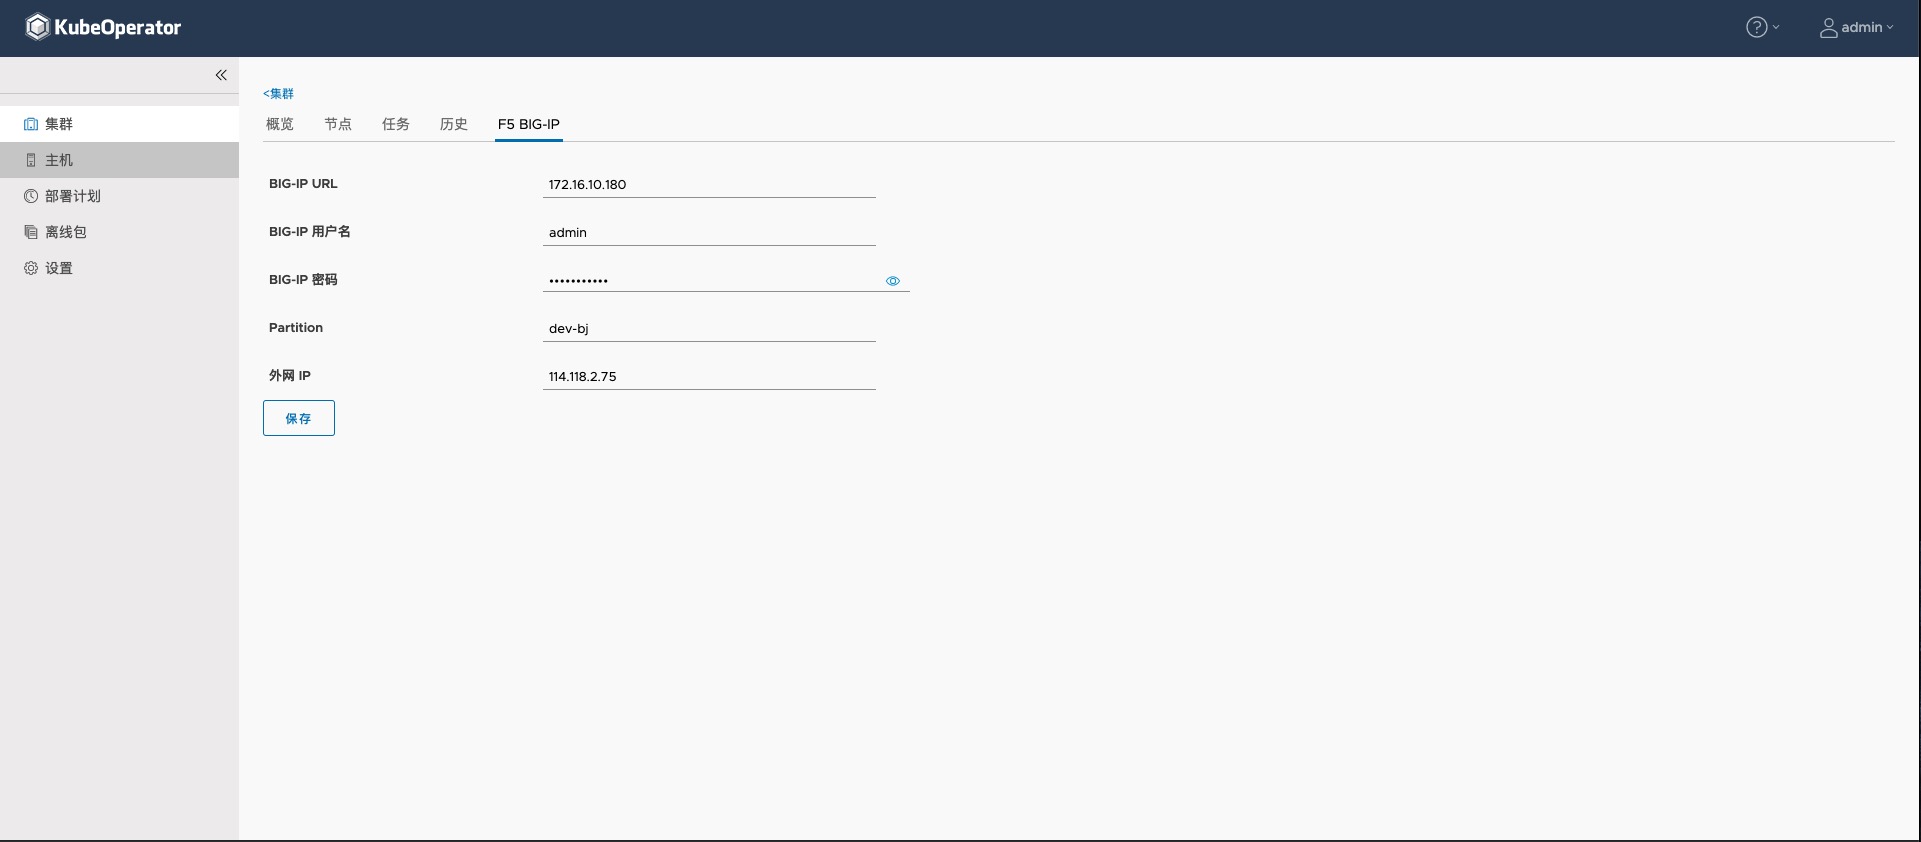 KubeOperator
admin
集群
主机
部署计划
离线包
设置
<集群
概览 节点 任务 历史 F5 BIG-IP
BIG-IP URL 172.16.10.180
BIG-IP 用户名 admin
BIG-IP 密码 •••••••••••
Partition dev-bj
外网 IP 114.118.2.75
保存